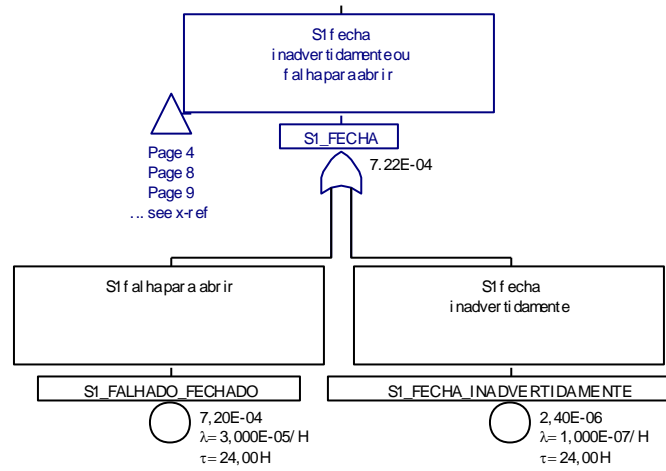 S1 fecha
inadvertidamente ou
falha para abrir
S1_FECHA
7.22E-04
Page 4
Page 8
Page 9
... see x-ref
S1 falha para abrir
S1 fecha
inadvertidamente
S1_FALHADO_FECHADO
S1_FECHA_INADVERTIDAMENTE
7,20E-04
λ= 3,000E-05/H
τ= 24,00H
2,40E-06
λ= 1,000E-07/H
τ= 24,00H